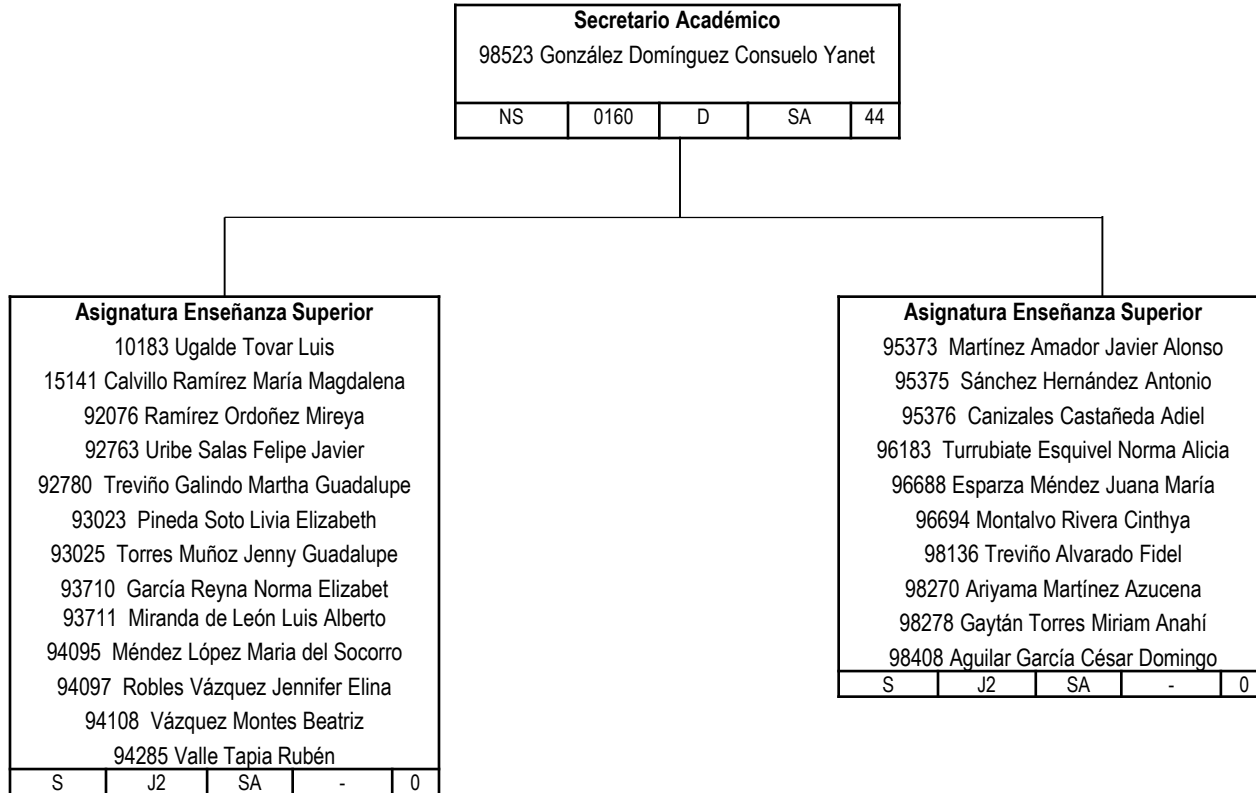 Secretario Académico
98523 González Domínguez Consuelo Yanet
NS 0160 D SA 44
Asignatura Enseñanza Superior
10183 Ugalde Tovar Luis
15141 Calvillo Ramírez María Magdalena
92076 Ramírez Ordoñez Mireya
92763 Uribe Salas Felipe Javier
92780 Treviño Galindo Martha Guadalupe
93023 Pineda Soto Livia Elizabeth
93025 Torres Muñoz Jenny Guadalupe
93710 García Reyna Norma Elizabet
93711 Miranda de León Luis Alberto
94095 Méndez López Maria del Socorro
94097 Robles Vázquez Jennifer Elina
94108 Vázquez Montes Beatriz
94285 Valle Tapia Rubén
S J2 SA - 0
Asignatura Enseñanza Superior
95373 Martínez Amador Javier Alonso
95375 Sánchez Hernández Antonio
95376 Canizales Castañeda Adiel
96183 Turrubiate Esquivel Norma Alicia
96688 Esparza Méndez Juana María
96694 Montalvo Rivera Cinthya
98136 Treviño Alvarado Fidel
98270 Ariyama Martínez Azucena
98278 Gaytán Torres Miriam Anahí
98408 Aguilar García César Domingo
S J2 SA - 0